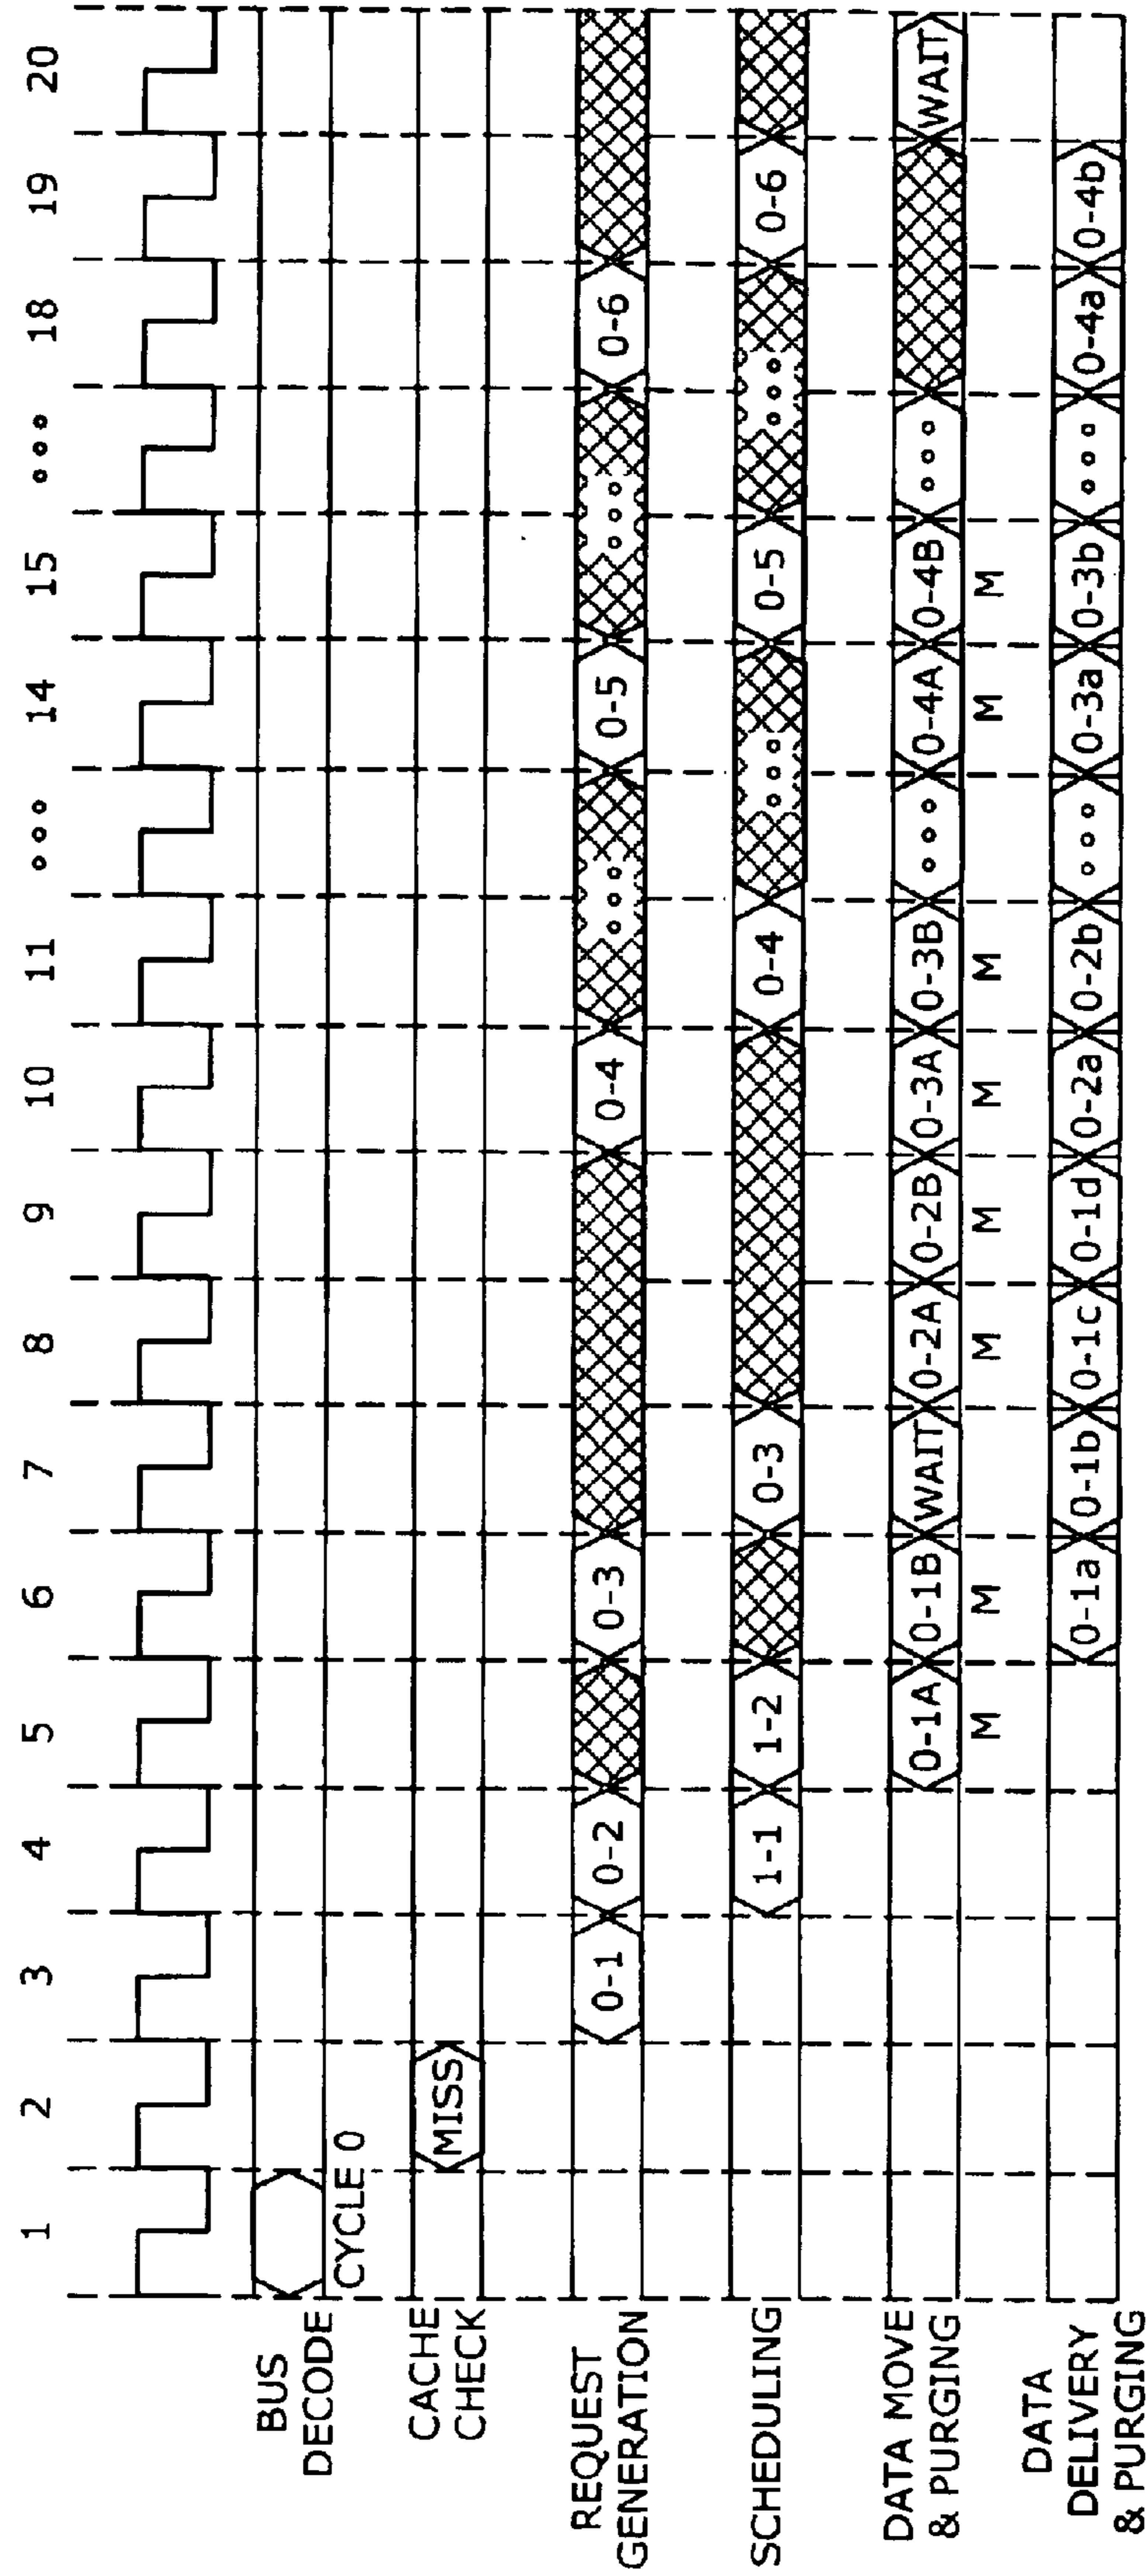 1 2 3 4 5 6 7 8 9 10 11 ∘∘∘ 14 15 ∘∘∘ 18 19 20
BUS
DECODE
CYCLE 0
CACHE
CHECK
MISS
REQUEST
GENERATION
0-1 0-2 0-3 0-4 ∘∘∘ 0-5 ∘∘∘ 0-6
SCHEDULING
1-1 1-2 0-3 0-4 ∘∘∘ 0-5 ∘∘∘ 0-6
DATA MOVE
& PURGING
0-1A 0-1B WAIT 0-2A 0-2B 0-3A 0-3B ∘∘∘ 0-4A 0-4B ∘∘∘ WAIT
M M M M M M M M
DATA
DELIVERY
& PURGING
0-1a 0-1b 0-1c 0-1d 0-2a 0-2b ∘∘∘ 0-3a 0-3b ∘∘∘ 0-4a 0-4b